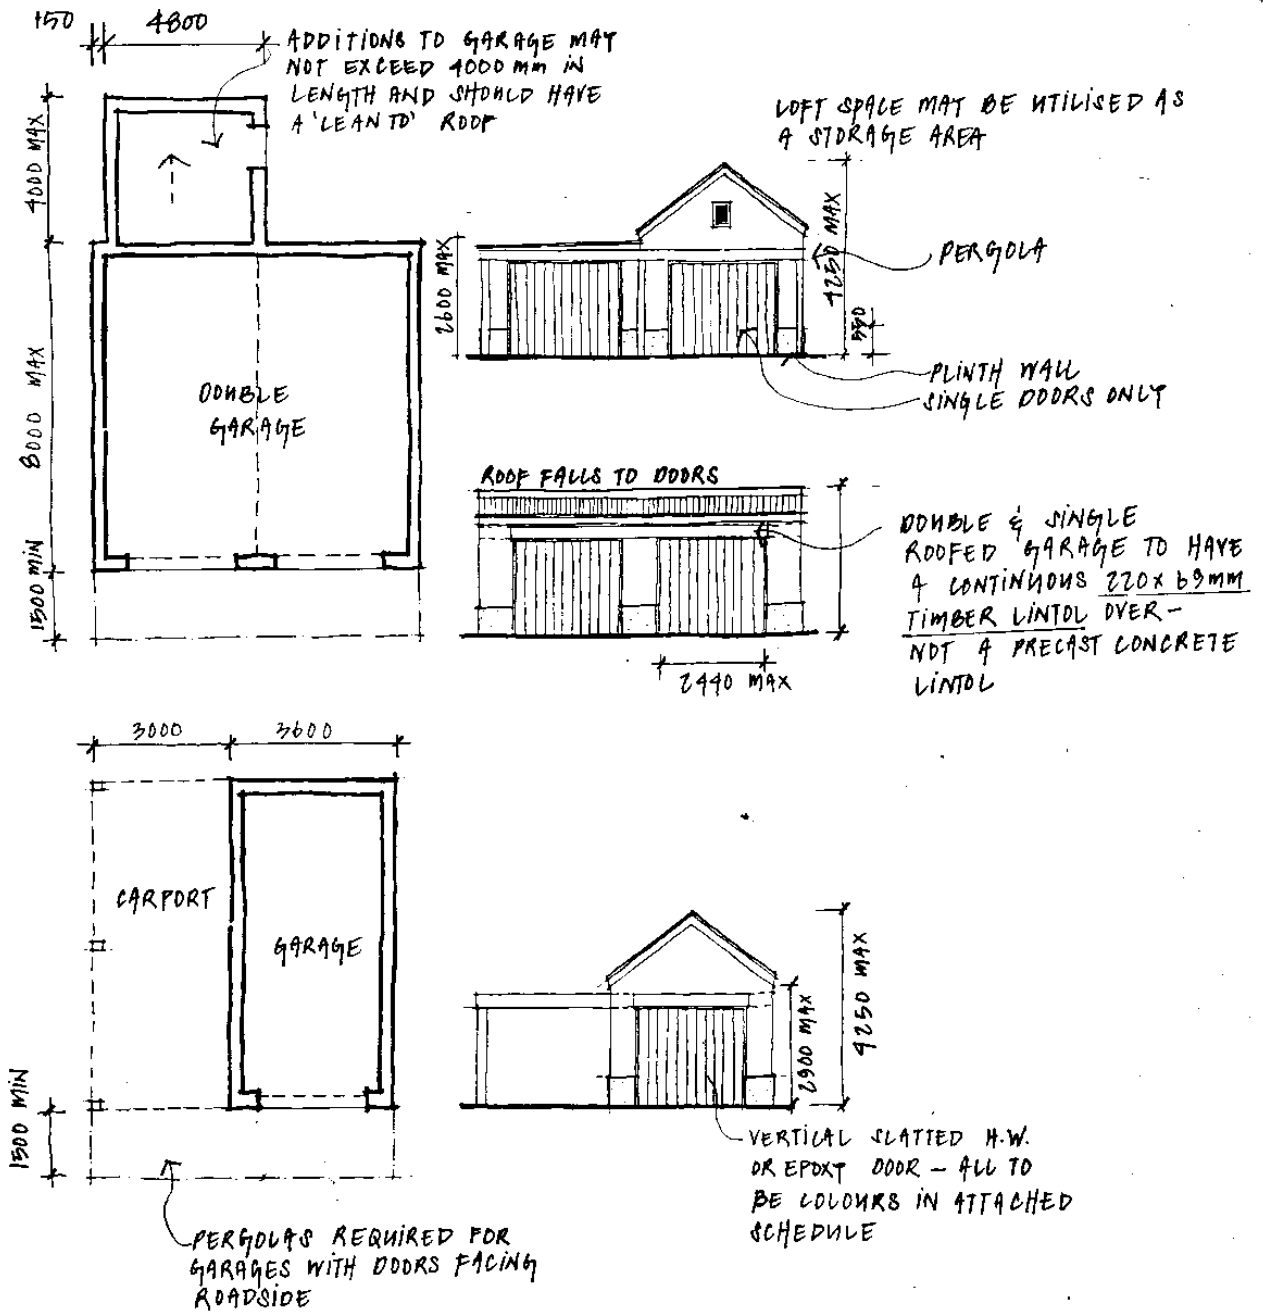 150
4800
ADDITIONS TO GARAGE MAY
NOT EXCEED 4000 mm IN
LENGTH AND SHOULD HAVE
A 'LEAN TO' ROOF
LOFT SPACE MAY BE UTILISED AS
A STORAGE AREA
4000 MAX
8000 MAX
1500 MIN
DOUBLE
GARAGE
2600 MAX
4250 MAX
PERGOLA
550
PLINTH WALL
SINGLE DOORS ONLY
ROOF FALLS TO DOORS
DOUBLE & SINGLE
ROOFED GARAGE TO HAVE
A CONTINUOUS 220 x 69mm
TIMBER LINTOL OVER –
NOT A PRECAST CONCRETE
LINTOL
2440 MAX
3000
3600
CARPORT
GARAGE
1500 MIN
2900 MAX
4250 MAX
VERTICAL SLATTED H.W.
OR EPOXY DOOR – ALL TO
BE COLOURS IN ATTACHED
SCHEDULE
PERGOLAS REQUIRED FOR
GARAGES WITH DOORS FACING
ROADSIDE